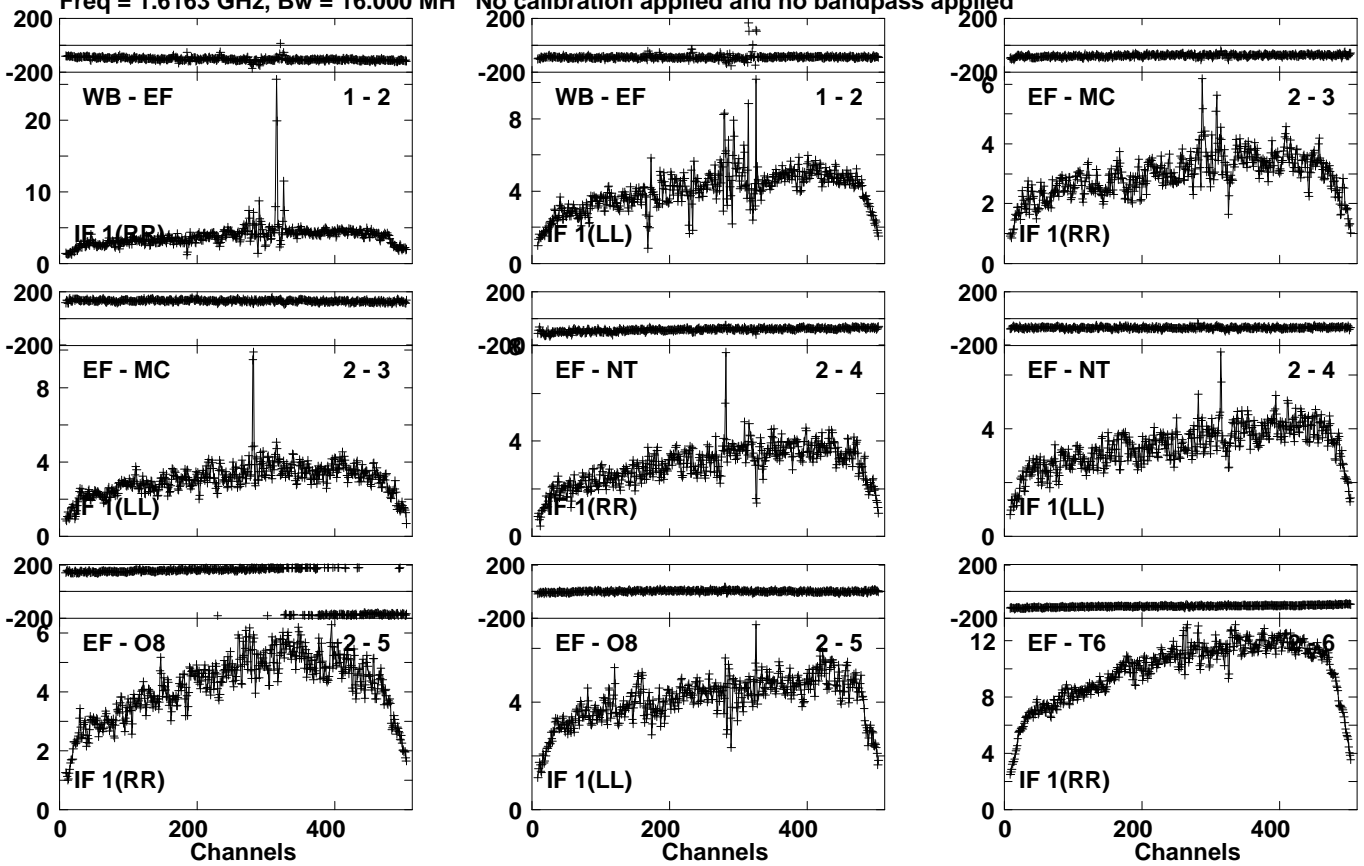 Freq = 1.6163 GHz, Bw = 16.000 MH No calibration applied and no bandpass applied
200 200 200
-200 -200 -200
WB - EF 1 - 2 WB - EF 1 - 2 EF - MC 2 - 3
20 10 0
8 4 0
6 4 2 0
IF 1(RR) IF 1(LL) IF 1(RR)
200 200 200
-200 -200 -200
EF - MC 2 - 3 EF - NT 2 - 4 EF - NT 2 - 4
8 4 0
8 4 0
4 0
IF 1(LL) IF 1(RR) IF 1(LL)
200 200 200
-200 -200 -200
EF - O8 2 - 5 EF - O8 2 - 5 EF - T6 6
6 4 2 0
4 0
12 8 4 0
IF 1(RR) IF 1(LL) IF 1(RR)
0 200 400 0 200 400 0 200 400
Channels Channels Channels